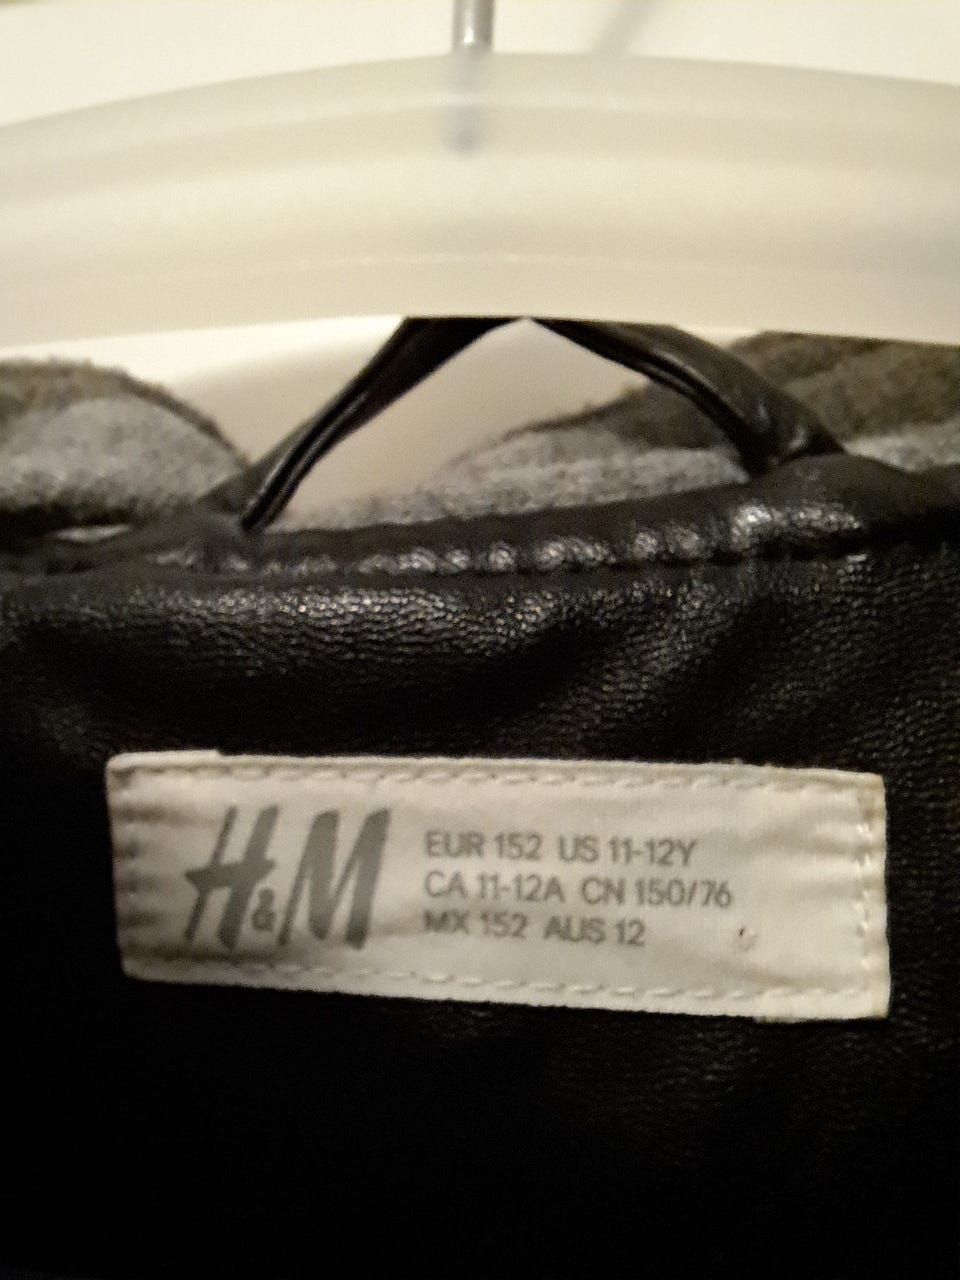 H&M
EUR 152 US 11-12Y
CA 11-12A CN 150/76
MX 152 AUS 12